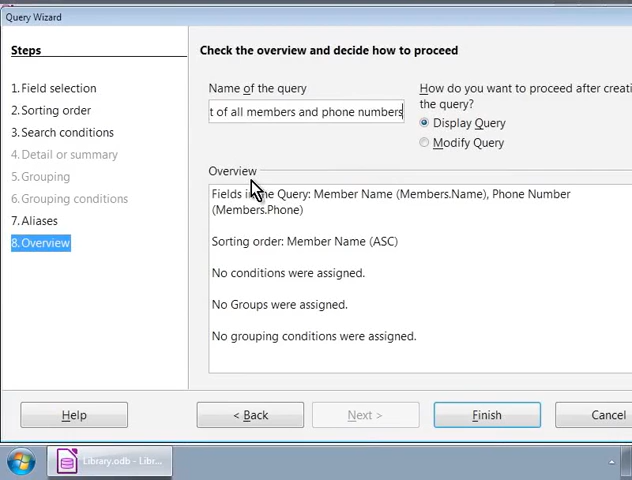 Query Wizard
Steps
1.Field selection
2.Sorting order
3.Search conditions
4.Detail or summary
5.Grouping
6.Grouping conditions
7.Aliases
8.Overview
Check the overview and decide how to proceed
Name of the query
t of all members and phone numbers
How do you want to proceed after creati
the query?
Display Query
Modify Query
Overview
Fields in the Query: Member Name (Members.Name), Phone Number
(Members.Phone)
Sorting order: Member Name (ASC)
No conditions were assigned.
No Groups were assigned.
No grouping conditions were assigned.
Help
< Back
Next >
Finish
Cancel
Library.odb - Libr...